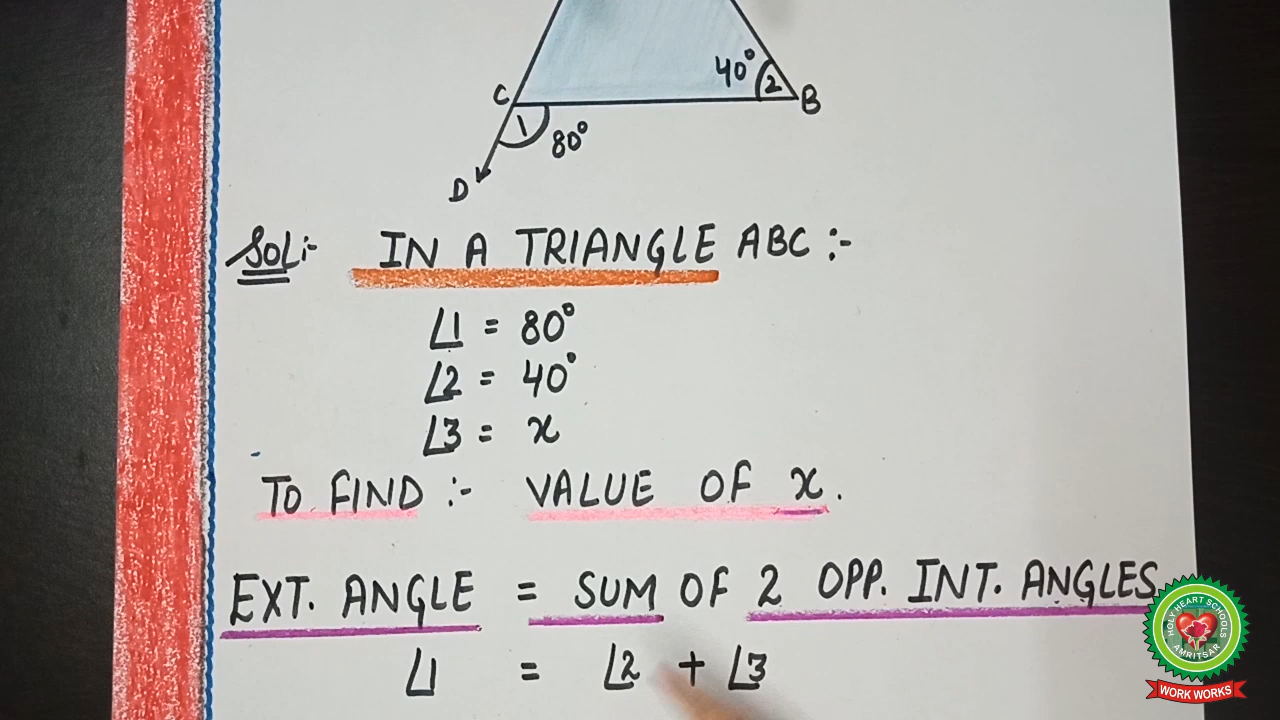 40° 2
C B
1 80°
D
SOL:- IN A TRIANGLE ABC :-
∠1 = 80°
∠2 = 40°
∠3 = x
TO FIND :- VALUE OF x.
EXT. ANGLE = SUM OF 2 OPP. INT. ANGLES
∠1 = ∠2 + ∠3
HOLY HEART SCHOOLS
AMRITSAR
WORK WORKS